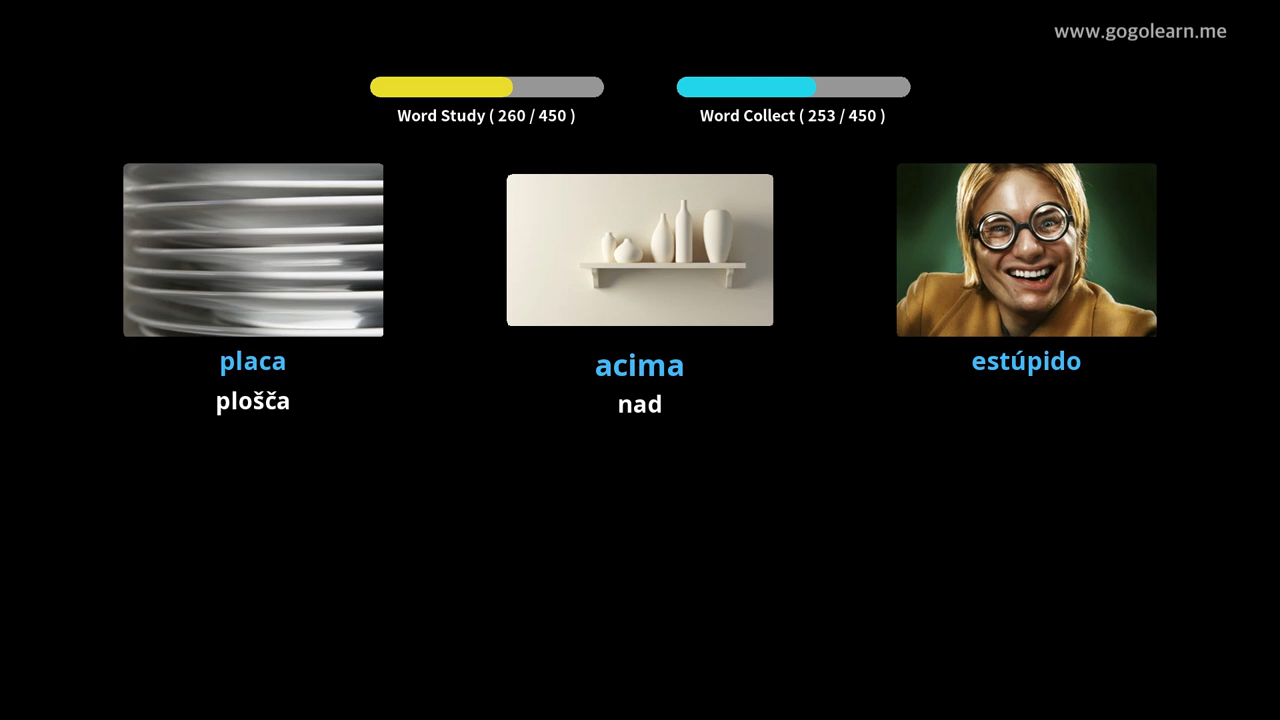 www.gogolearn.me
Word Study ( 260 / 450 )
Word Collect ( 253 / 450 )
placa
plošča
acima
nad
estúpido